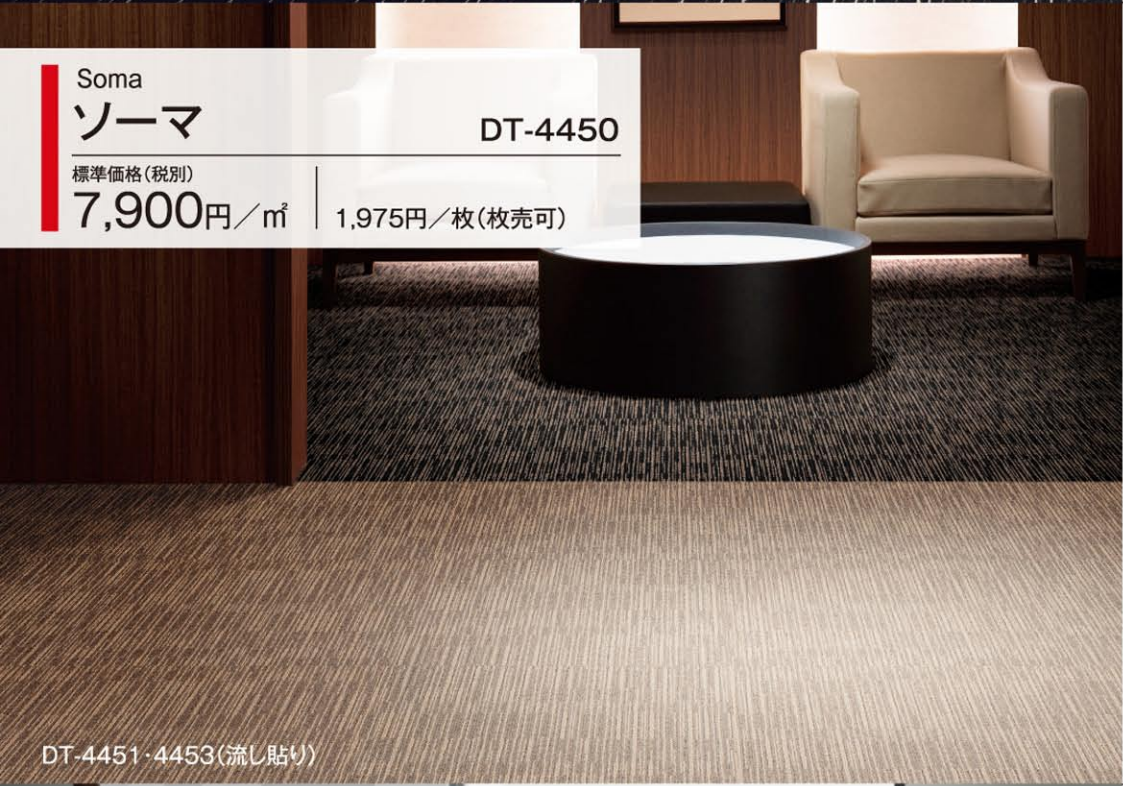 Soma
ソーマ
DT-4450
標準価格(税別)
7,900円／㎡
1,975円／枚(枚売可)
DT-4451・4453(流し貼り)